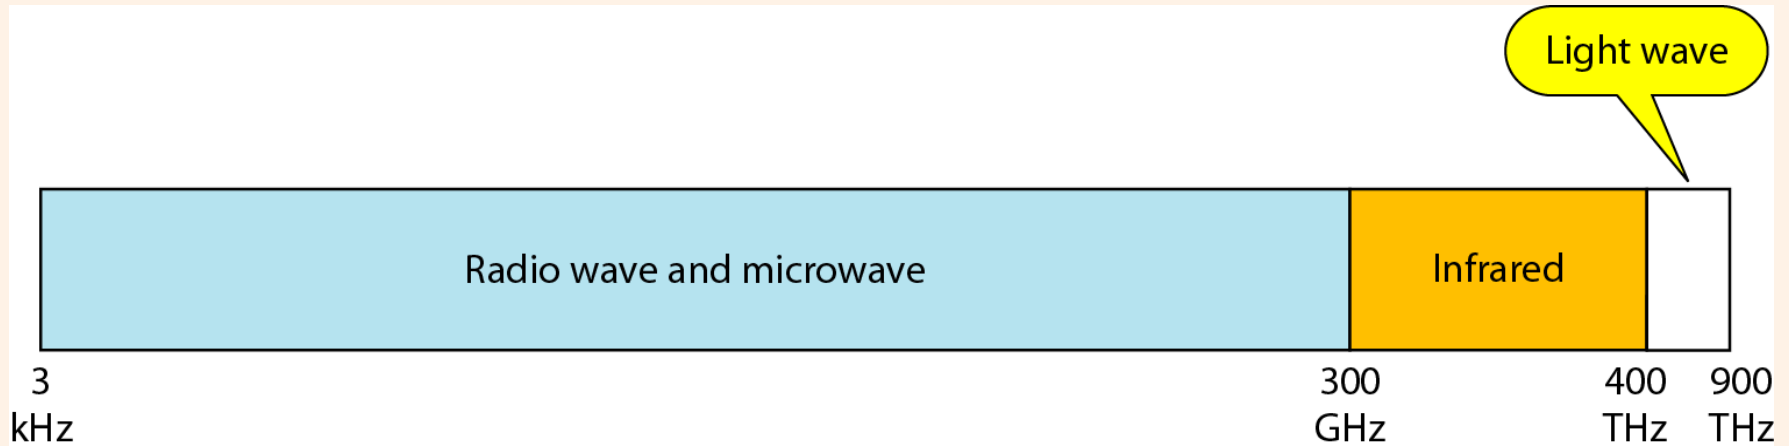 Light wave
Radio wave and microwave
Infrared
3 300 400 900
kHz GHz THz THz